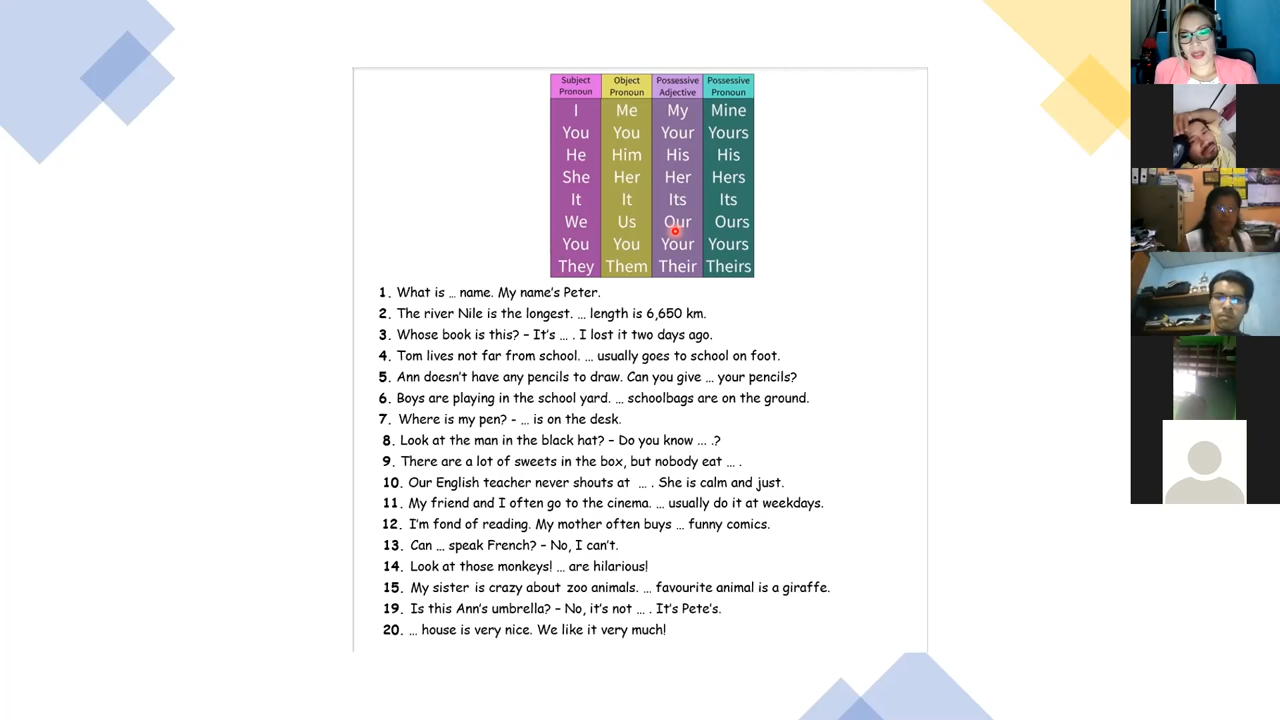 Subject Pronoun Object Pronoun Possessive Adjective Possessive Pronoun
I Me My Mine
You You Your Yours
He Him His His
She Her Her Hers
It It Its Its
We Us Our Ours
You You Your Yours
They Them Their Theirs
1. What is … name. My name's Peter.
2. The river Nile is the longest. … length is 6,650 km.
3. Whose book is this? – It's … . I lost it two days ago.
4. Tom lives not far from school. … usually goes to school on foot.
5. Ann doesn't have any pencils to draw. Can you give … your pencils?
6. Boys are playing in the school yard. … schoolbags are on the ground.
7. Where is my pen? - … is on the desk.
8. Look at the man in the black hat? – Do you know … .?
9. There are a lot of sweets in the box, but nobody eat … .
10. Our English teacher never shouts at … . She is calm and just.
11. My friend and I often go to the cinema. … usually do it at weekdays.
12. I'm fond of reading. My mother often buys … funny comics.
13. Can … speak French? – No, I can't.
14. Look at those monkeys! … are hilarious!
15. My sister is crazy about zoo animals. … favourite animal is a giraffe.
19. Is this Ann's umbrella? – No, it's not … . It's Pete's.
20. … house is very nice. We like it very much!